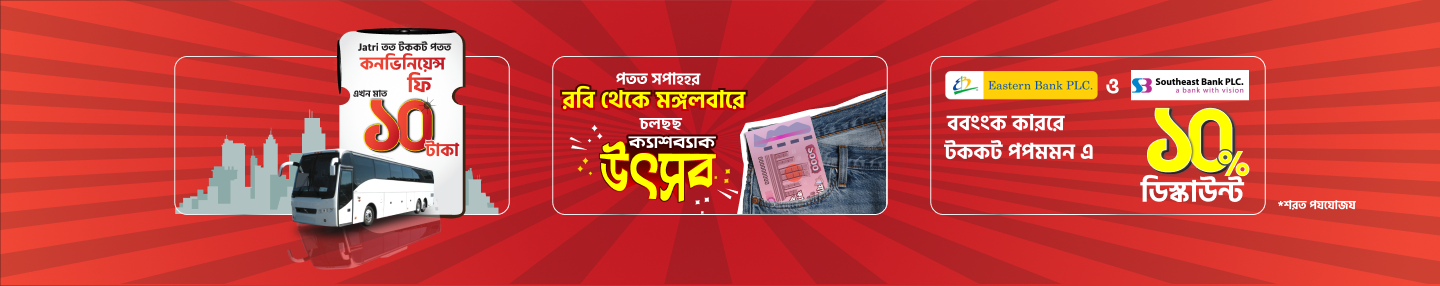 Jatri তত টককট পতত
কনভিনিয়েন্স
ফি
এখন মাত
১০
টাকা
পতত সপাহহর
রবি থেকে মঙ্গলবারে
চলছছ
ক্যাশব্যাক
উৎসব
Eastern Bank PLC. ও Southeast Bank PLC.
a bank with vision
ববংংক কাররে
টককট পপমমন এ
১০%
ডিস্কাউন্ট
*শরত পযযোজয